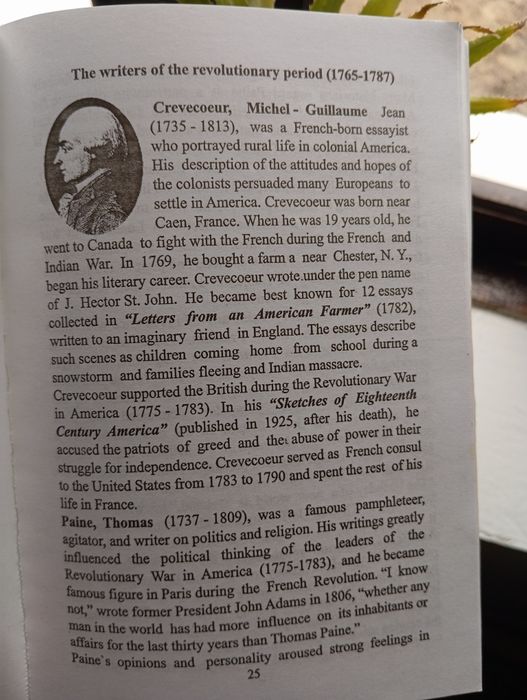 The writers of the revolutionary period (1765-1787)
Crevecoeur, Michel - Guillaume Jean
(1735 - 1813), was a French-born essayist
who portrayed rural life in colonial America.
His description of the attitudes and hopes of
the colonists persuaded many Europeans to
settle in America. Crevecoeur was born near
Caen, France. When he was 19 years old, he
went to Canada to fight with the French during the French and
Indian War. In 1769, he bought a farm a near Chester, N. Y.,
began his literary career. Crevecoeur wrote.under the pen name
of J. Hector St. John. He became best known for 12 essays
collected in “Letters from an American Farmer” (1782),
written to an imaginary friend in England. The essays describe
such scenes as children coming home from school during a
snowstorm and families fleeing and Indian massacre.
Crevecoeur supported the British during the Revolutionary War
in America (1775 - 1783). In his “Sketches of Eighteenth
Century America” (published in 1925, after his death), he
accused the patriots of greed and the abuse of power in their
struggle for independence. Crevecoeur served as French consul
to the United States from 1783 to 1790 and spent the rest of his
life in France.
Paine, Thomas (1737 - 1809), was a famous pamphleteer,
agitator, and writer on politics and religion. His writings greatly
influenced the political thinking of the leaders of the
Revolutionary War in America (1775-1783), and he became
famous figure in Paris during the French Revolution. “I know
not,” wrote former President John Adams in 1806, “whether any
man in the world has had more influence on its inhabitants or
affairs for the last thirty years than Thomas Paine.”
Paine`s opinions and personality aroused strong feelings in
25